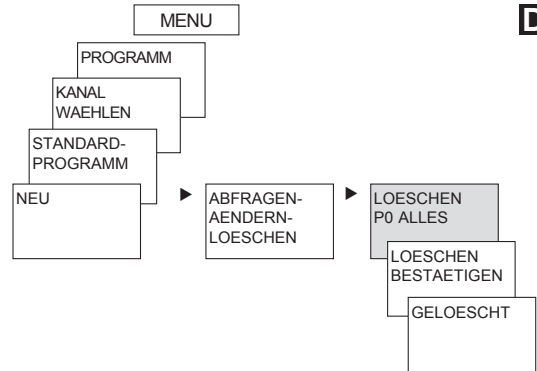 MENU
D
PROGRAMM
KANAL
WAEHLEN
STANDARD-
PROGRAMM
NEU
ABFRAGEN-
AENDERN-
LOESCHEN
LOESCHEN
P0 ALLES
LOESCHEN
BESTAETIGEN
GELOESCHT